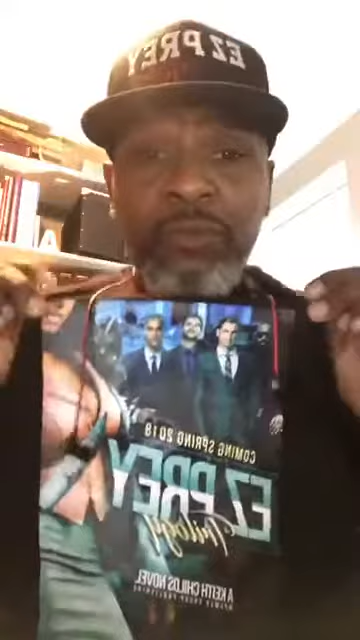 EZ PREY
A
COMING SPRING 2018
EZ PREY
Trilogy
A KEITH CHILDS NOVEL